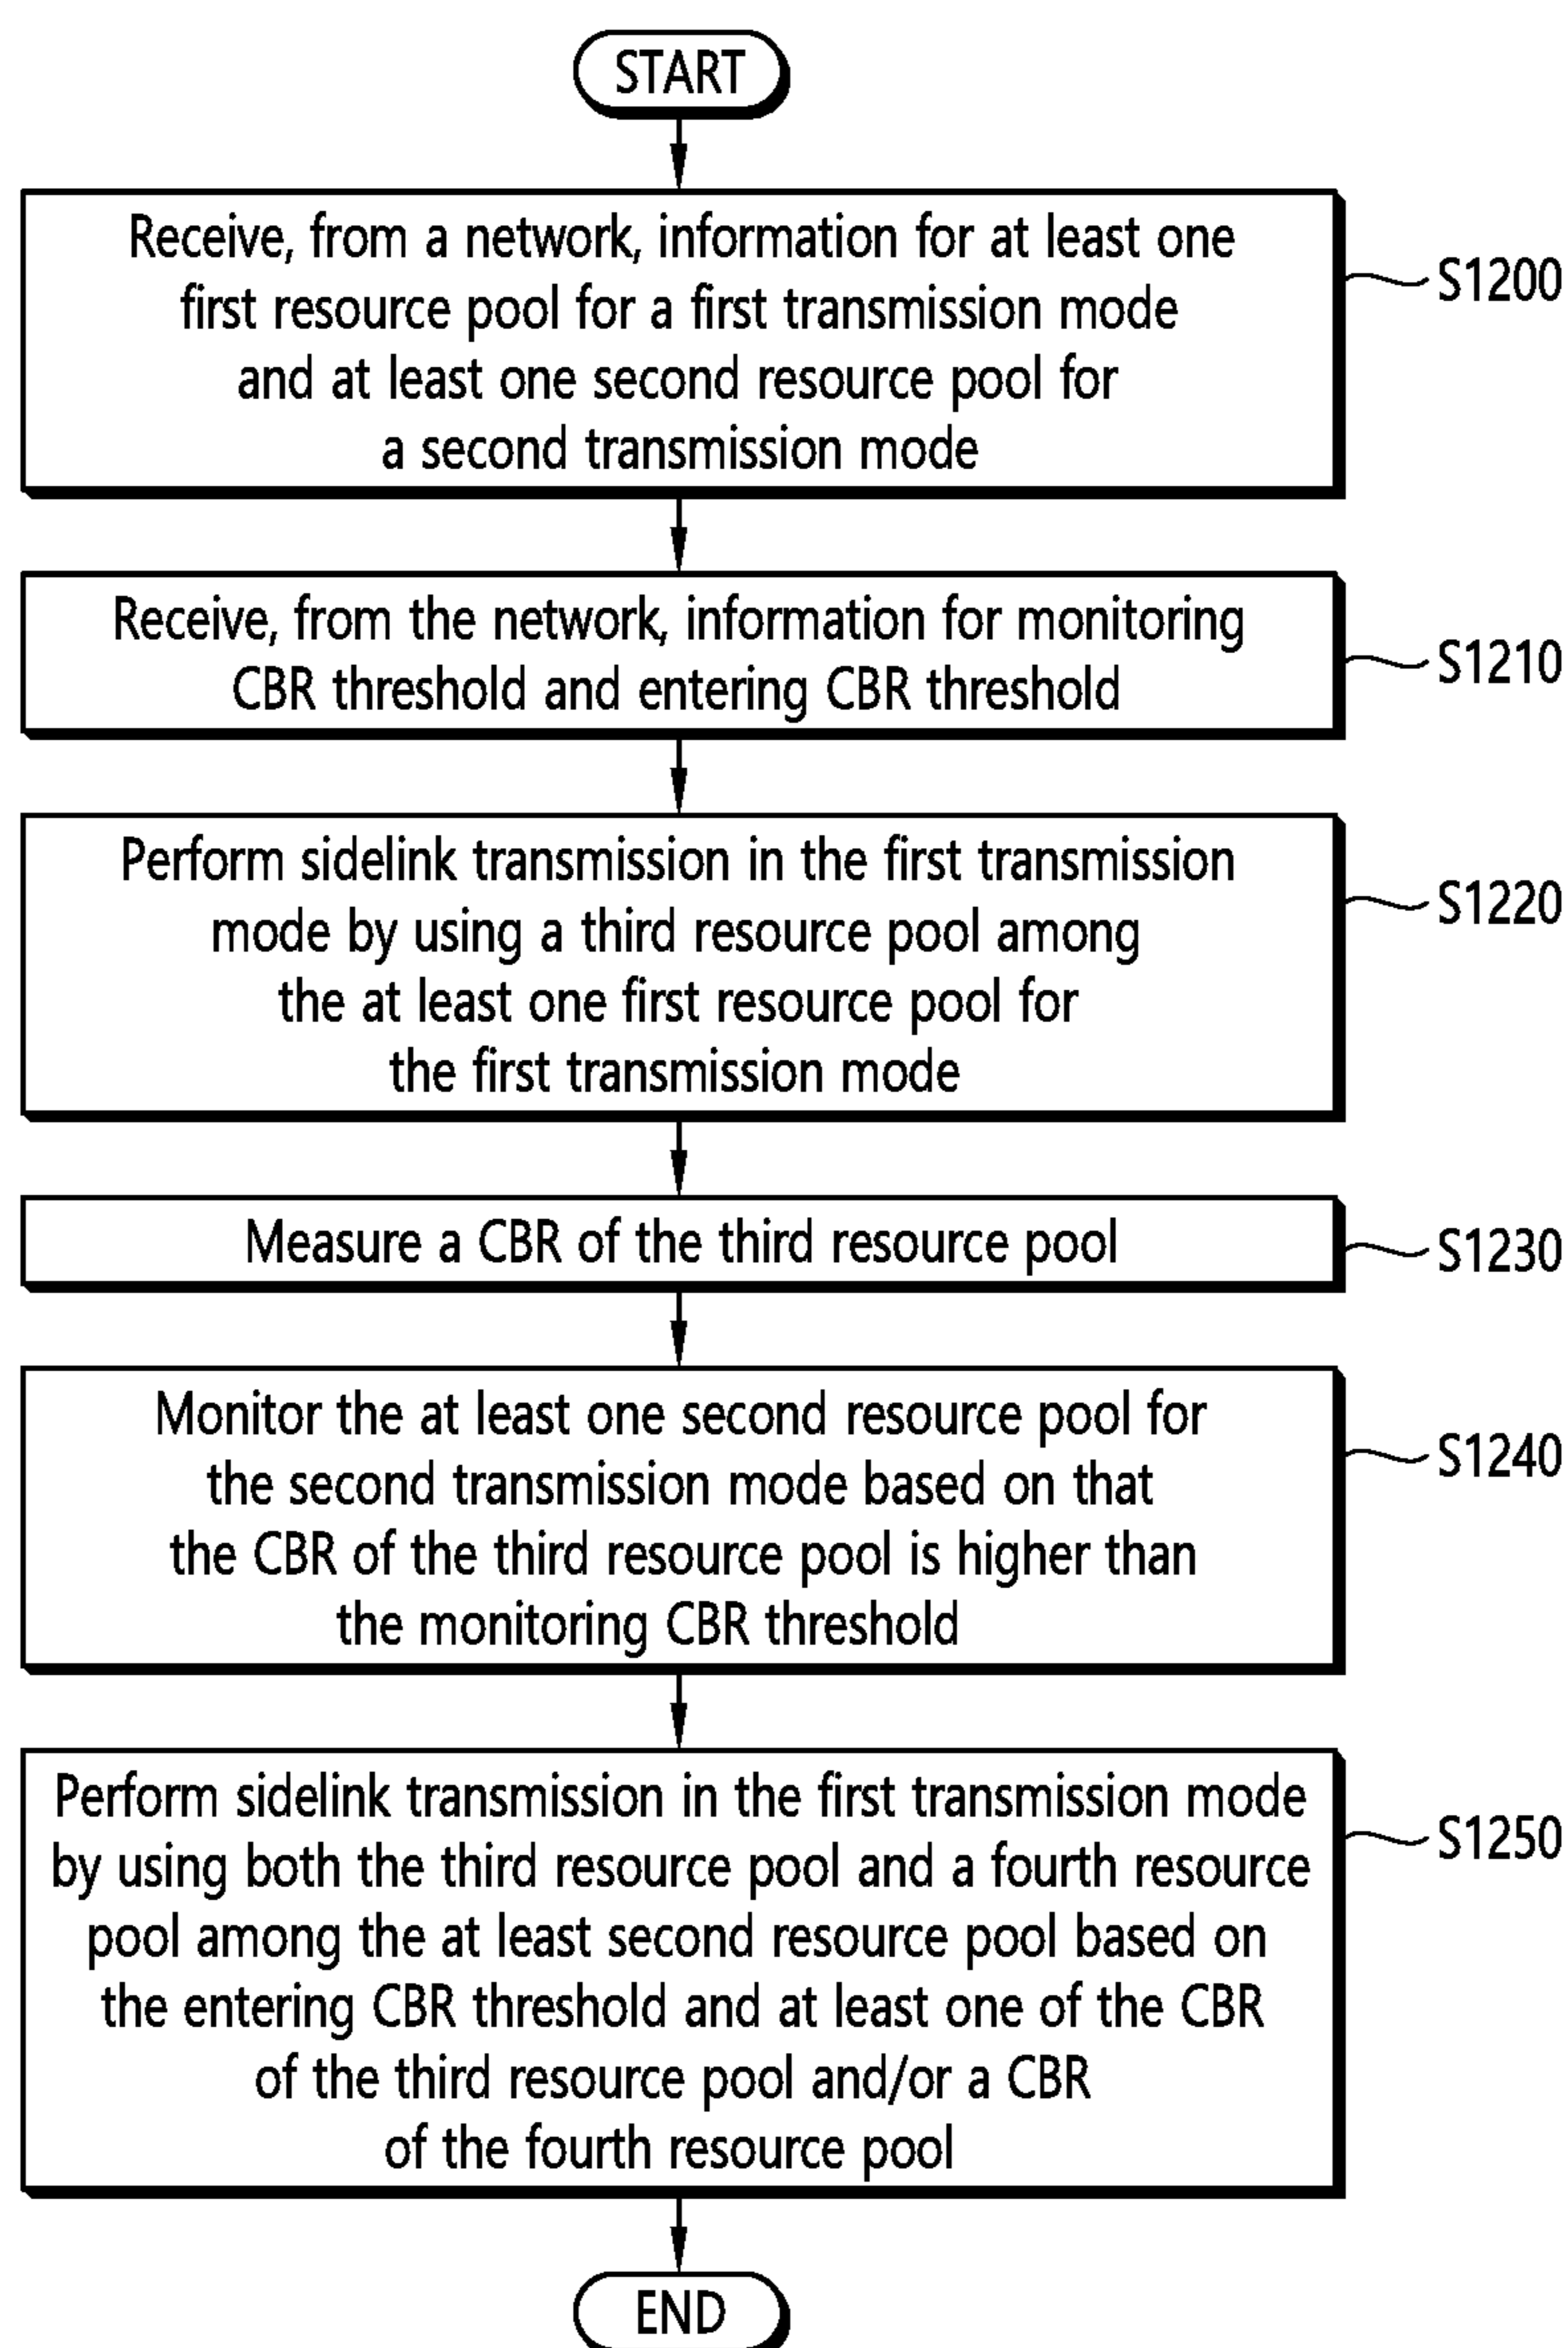 START
Receive, from a network, information for at least one
first resource pool for a first transmission mode
and at least one second resource pool for
a second transmission mode
S1200
Receive, from the network, information for monitoring
CBR threshold and entering CBR threshold
S1210
Perform sidelink transmission in the first transmission
mode by using a third resource pool among
the at least one first resource pool for
the first transmission mode
S1220
Measure a CBR of the third resource pool
S1230
Monitor the at least one second resource pool for
the second transmission mode based on that
the CBR of the third resource pool is higher than
the monitoring CBR threshold
S1240
Perform sidelink transmission in the first transmission mode
by using both the third resource pool and a fourth resource
pool among the at least second resource pool based on
the entering CBR threshold and at least one of the CBR
of the third resource pool and/or a CBR
of the fourth resource pool
S1250
END